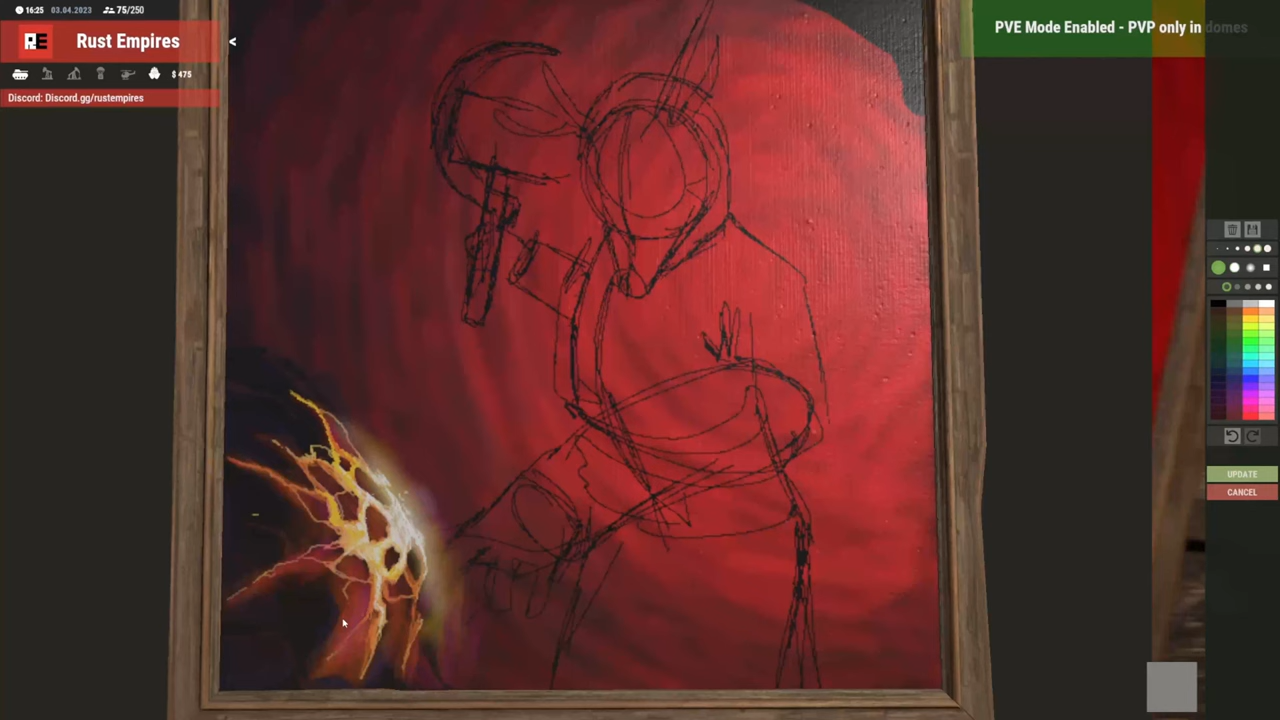 16:25 03.04.2023 75/250
RE Rust Empires <
$ 475
Discord: Discord.gg/rustempires
PVE Mode Enabled - PVP only in domes
UPDATE
CANCEL